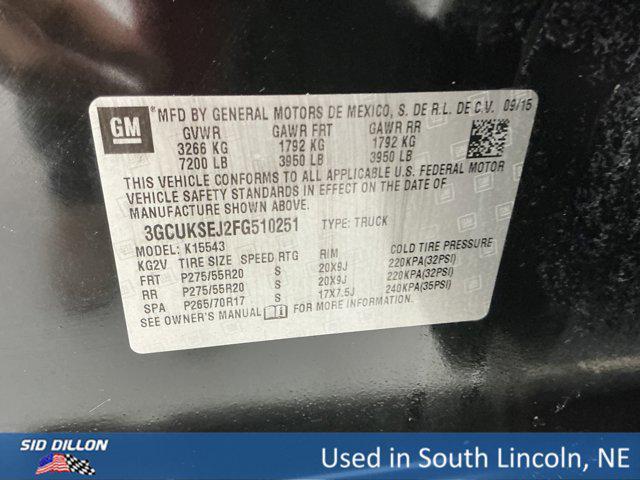 GM
® MFD BY GENERAL MOTORS DE MEXICO, S. DE R.L. DE C.V. 09/15
GVWR GAWR FRT GAWR RR
3266 KG 1792 KG 1792 KG
7200 LB 3950 LB 3950 LB
THIS VEHICLE CONFORMS TO ALL APPLICABLE U.S. FEDERAL MOTOR
VEHICLE SAFETY STANDARDS IN EFFECT ON THE DATE OF
MANUFACTURE SHOWN ABOVE.
3GCUKSEJ2FG510251 TYPE: TRUCK
MODEL: K15543
KG2V TIRE SIZE SPEED RTG RIM COLD TIRE PRESSURE
FRT P275/55R20 S 20X9J 220KPA(32PSI)
RR P275/55R20 S 20X9J 220KPA(32PSI)
SPA P265/70R17 S 17X7.5J 240KPA(35PSI)
SEE OWNER'S MANUAL FOR MORE INFORMATION.
SID DILLON
Used in South Lincoln, NE